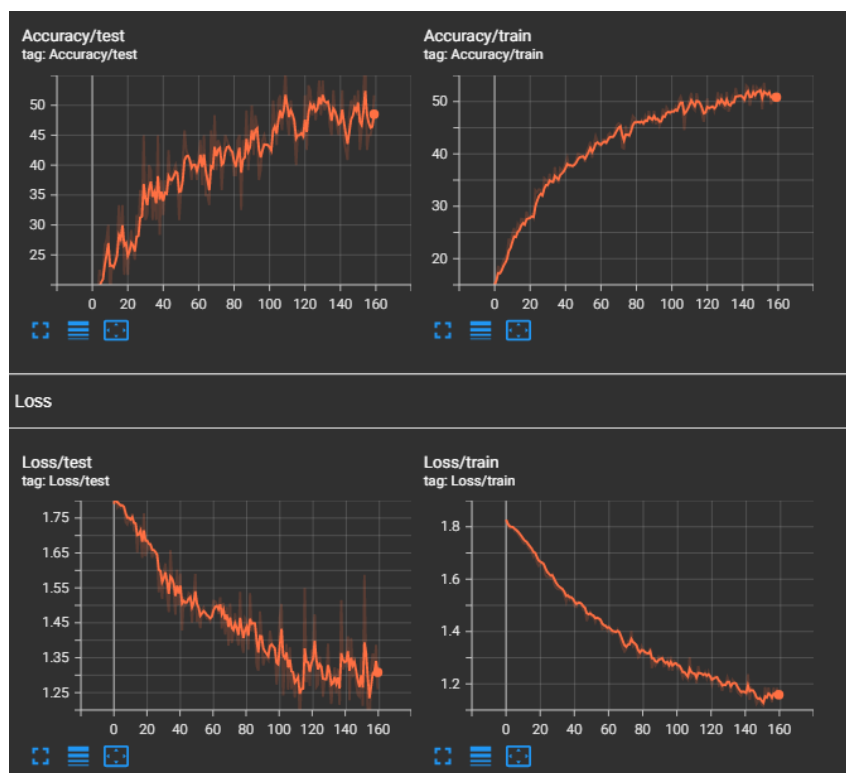 Accuracy/test
tag: Accuracy/test
50
45
40
35
30
25
0 20 40 60 80 100 120 140 160
Accuracy/train
tag: Accuracy/train
50
40
30
20
0 20 40 60 80 100 120 140 160
Loss
Loss/test
tag: Loss/test
1.75
1.65
1.55
1.45
1.35
1.25
0 20 40 60 80 100 120 140 160
Loss/train
tag: Loss/train
1.8
1.6
1.4
1.2
0 20 40 60 80 100 120 140 160